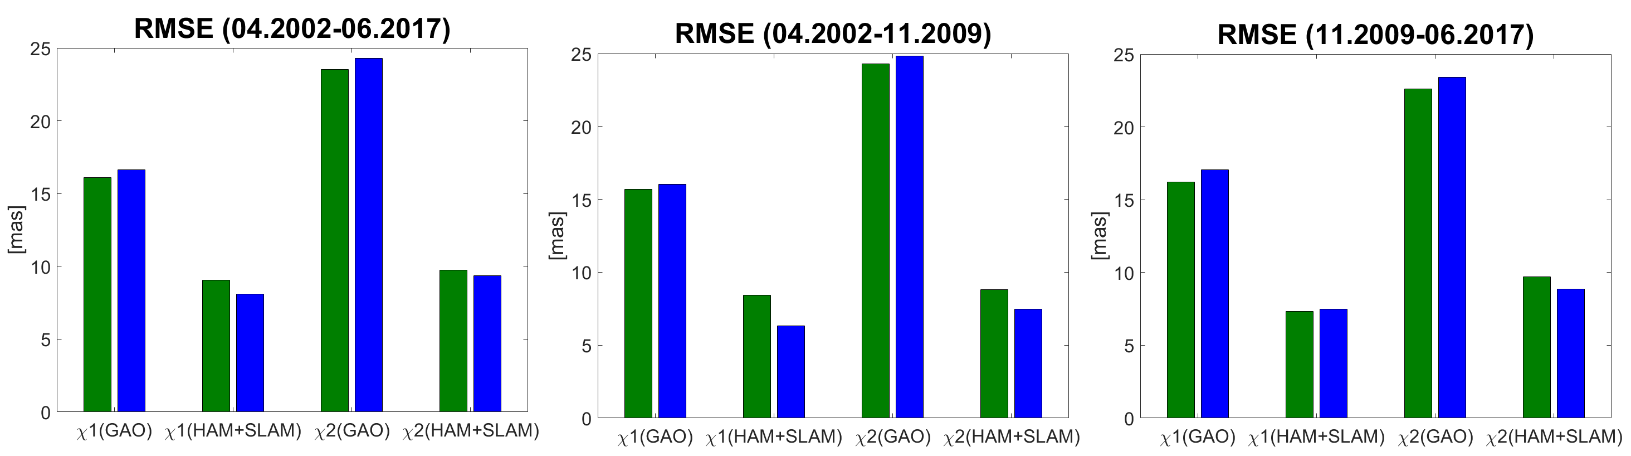 RMSE (04.2002-06.2017)
25
20
15
10
5
0
[mas]
χ1(GAO) χ1(HAM+SLAM) χ2(GAO) χ2(HAM+SLAM)
RMSE (04.2002-11.2009)
25
20
15
10
5
0
[mas]
χ1(GAO) χ1(HAM+SLAM) χ2(GAO) χ2(HAM+SLAM)
RMSE (11.2009-06.2017)
25
20
15
10
5
0
[mas]
χ1(GAO) χ1(HAM+SLAM) χ2(GAO) χ2(HAM+SLAM)